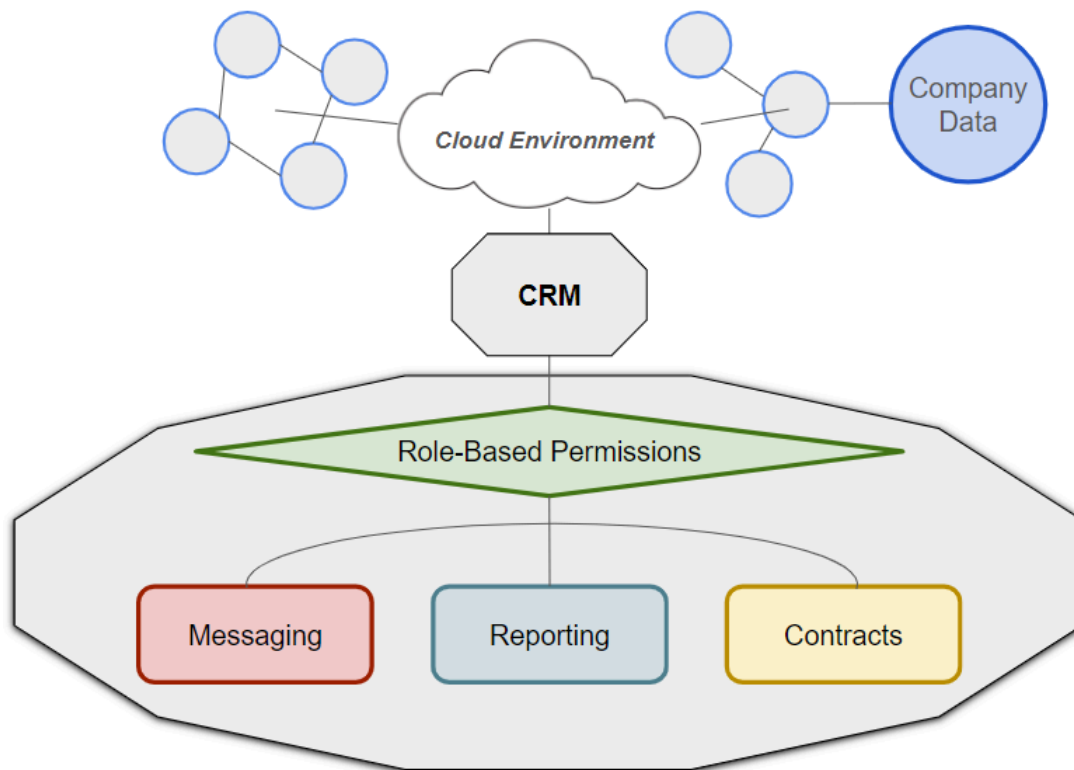 Company
Data
Cloud Environment
CRM
Role-Based Permissions
Messaging
Reporting
Contracts